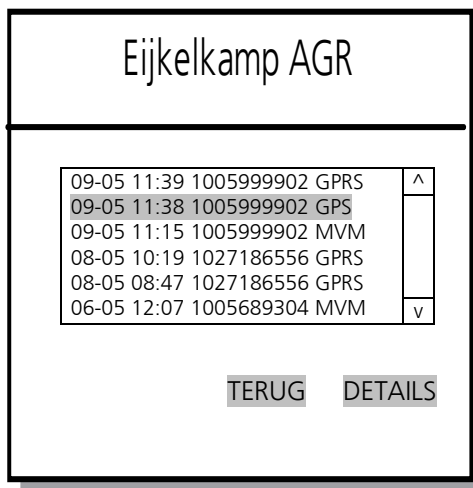 Eijkelkamp AGR
09-05 11:39 1005999902 GPRS ^
09-05 11:38 1005999902 GPS
09-05 11:15 1005999902 MVM
08-05 10:19 1027186556 GPRS
08-05 08:47 1027186556 GPRS
06-05 12:07 1005689304 MVM v
TERUG DETAILS